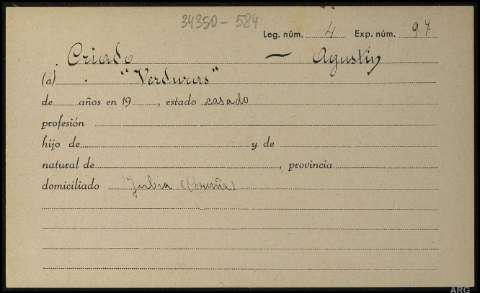 34350-584
Leg. núm. 4 Exp. núm. 97
Criado — Agustín
(a) "Verduras"
de años en 19 , estado casado
profesión
hijo de y de
natural de , provincia
domiciliado (Coruña)
ARG